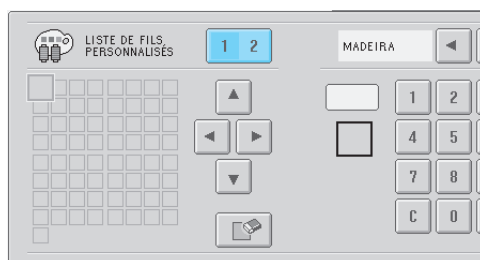 LISTE DE FILS
PERSONNALISÉS
1 2
MADEIRA
1 2
4 5
7 8
C 0